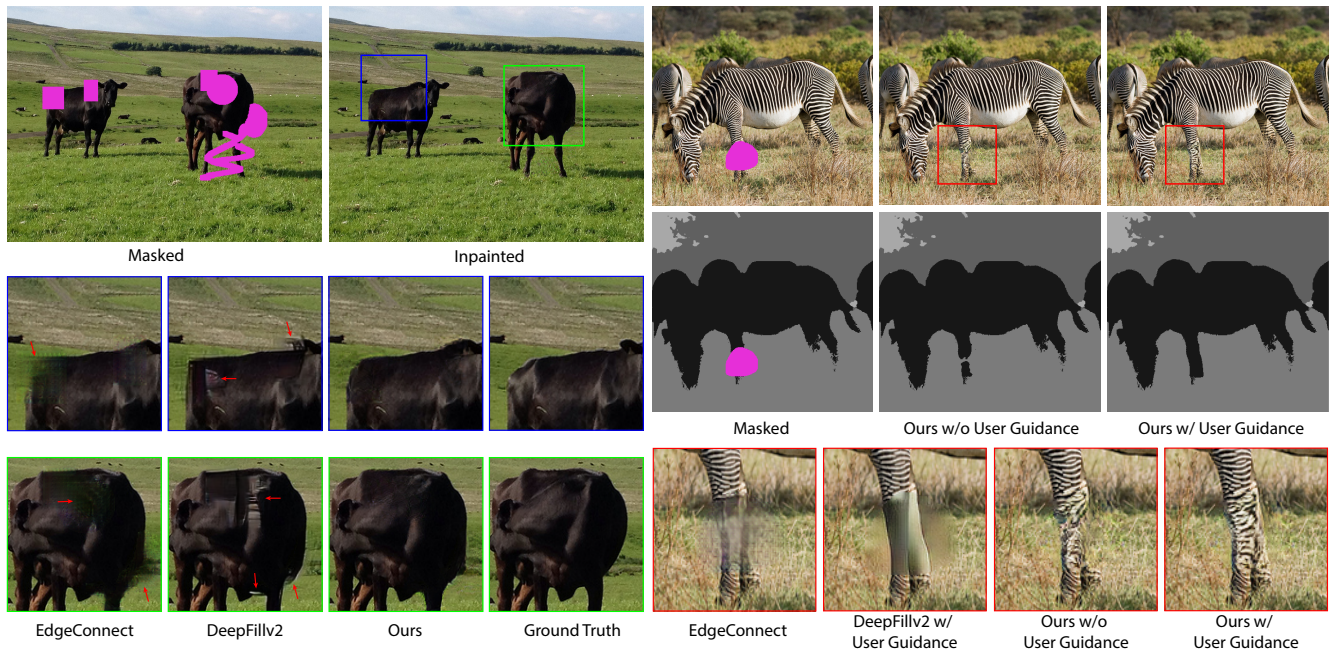 Masked
Inpainted
EdgeConnect
DeepFillv2
Ours
Ground Truth
Masked
Ours w/o User Guidance
Ours w/ User Guidance
EdgeConnect
DeepFillv2 w/
User Guidance
Ours w/o
User Guidance
Ours w/
User Guidance